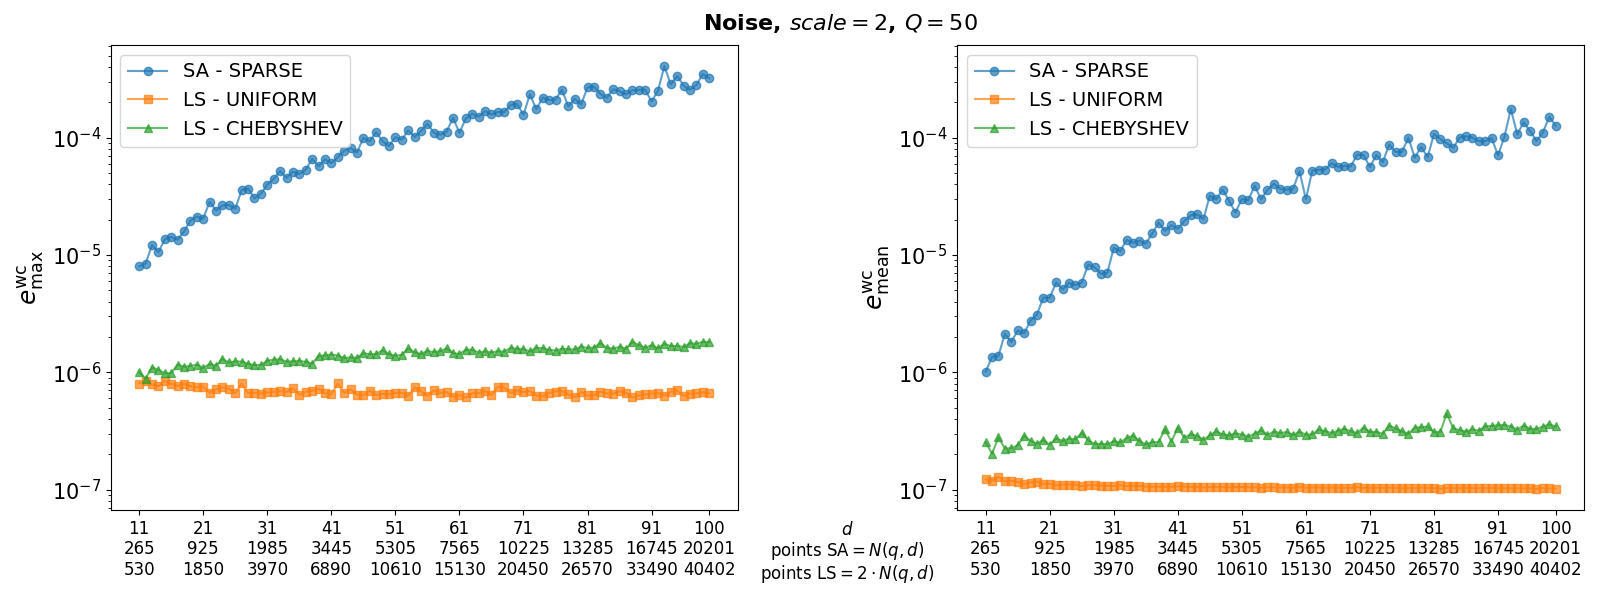 Noise, scale = 2, Q = 50
SA - SPARSE
LS - UNIFORM
LS - CHEBYSHEV
e^wc_max
10^−4
10^−5
10^−6
10^−7
11 21 31 41 51 61 71 81 91 100
265 925 1985 3445 5305 7565 10225 13285 16745 20201
530 1850 3970 6890 10610 15130 20450 26570 33490 40402
d
points SA = N(q, d)
points LS = 2 · N(q, d)
SA - SPARSE
LS - UNIFORM
LS - CHEBYSHEV
e^wc_mean
10^−4
10^−5
10^−6
10^−7
11 21 31 41 51 61 71 81 91 100
265 925 1985 3445 5305 7565 10225 13285 16745 20201
530 1850 3970 6890 10610 15130 20450 26570 33490 40402